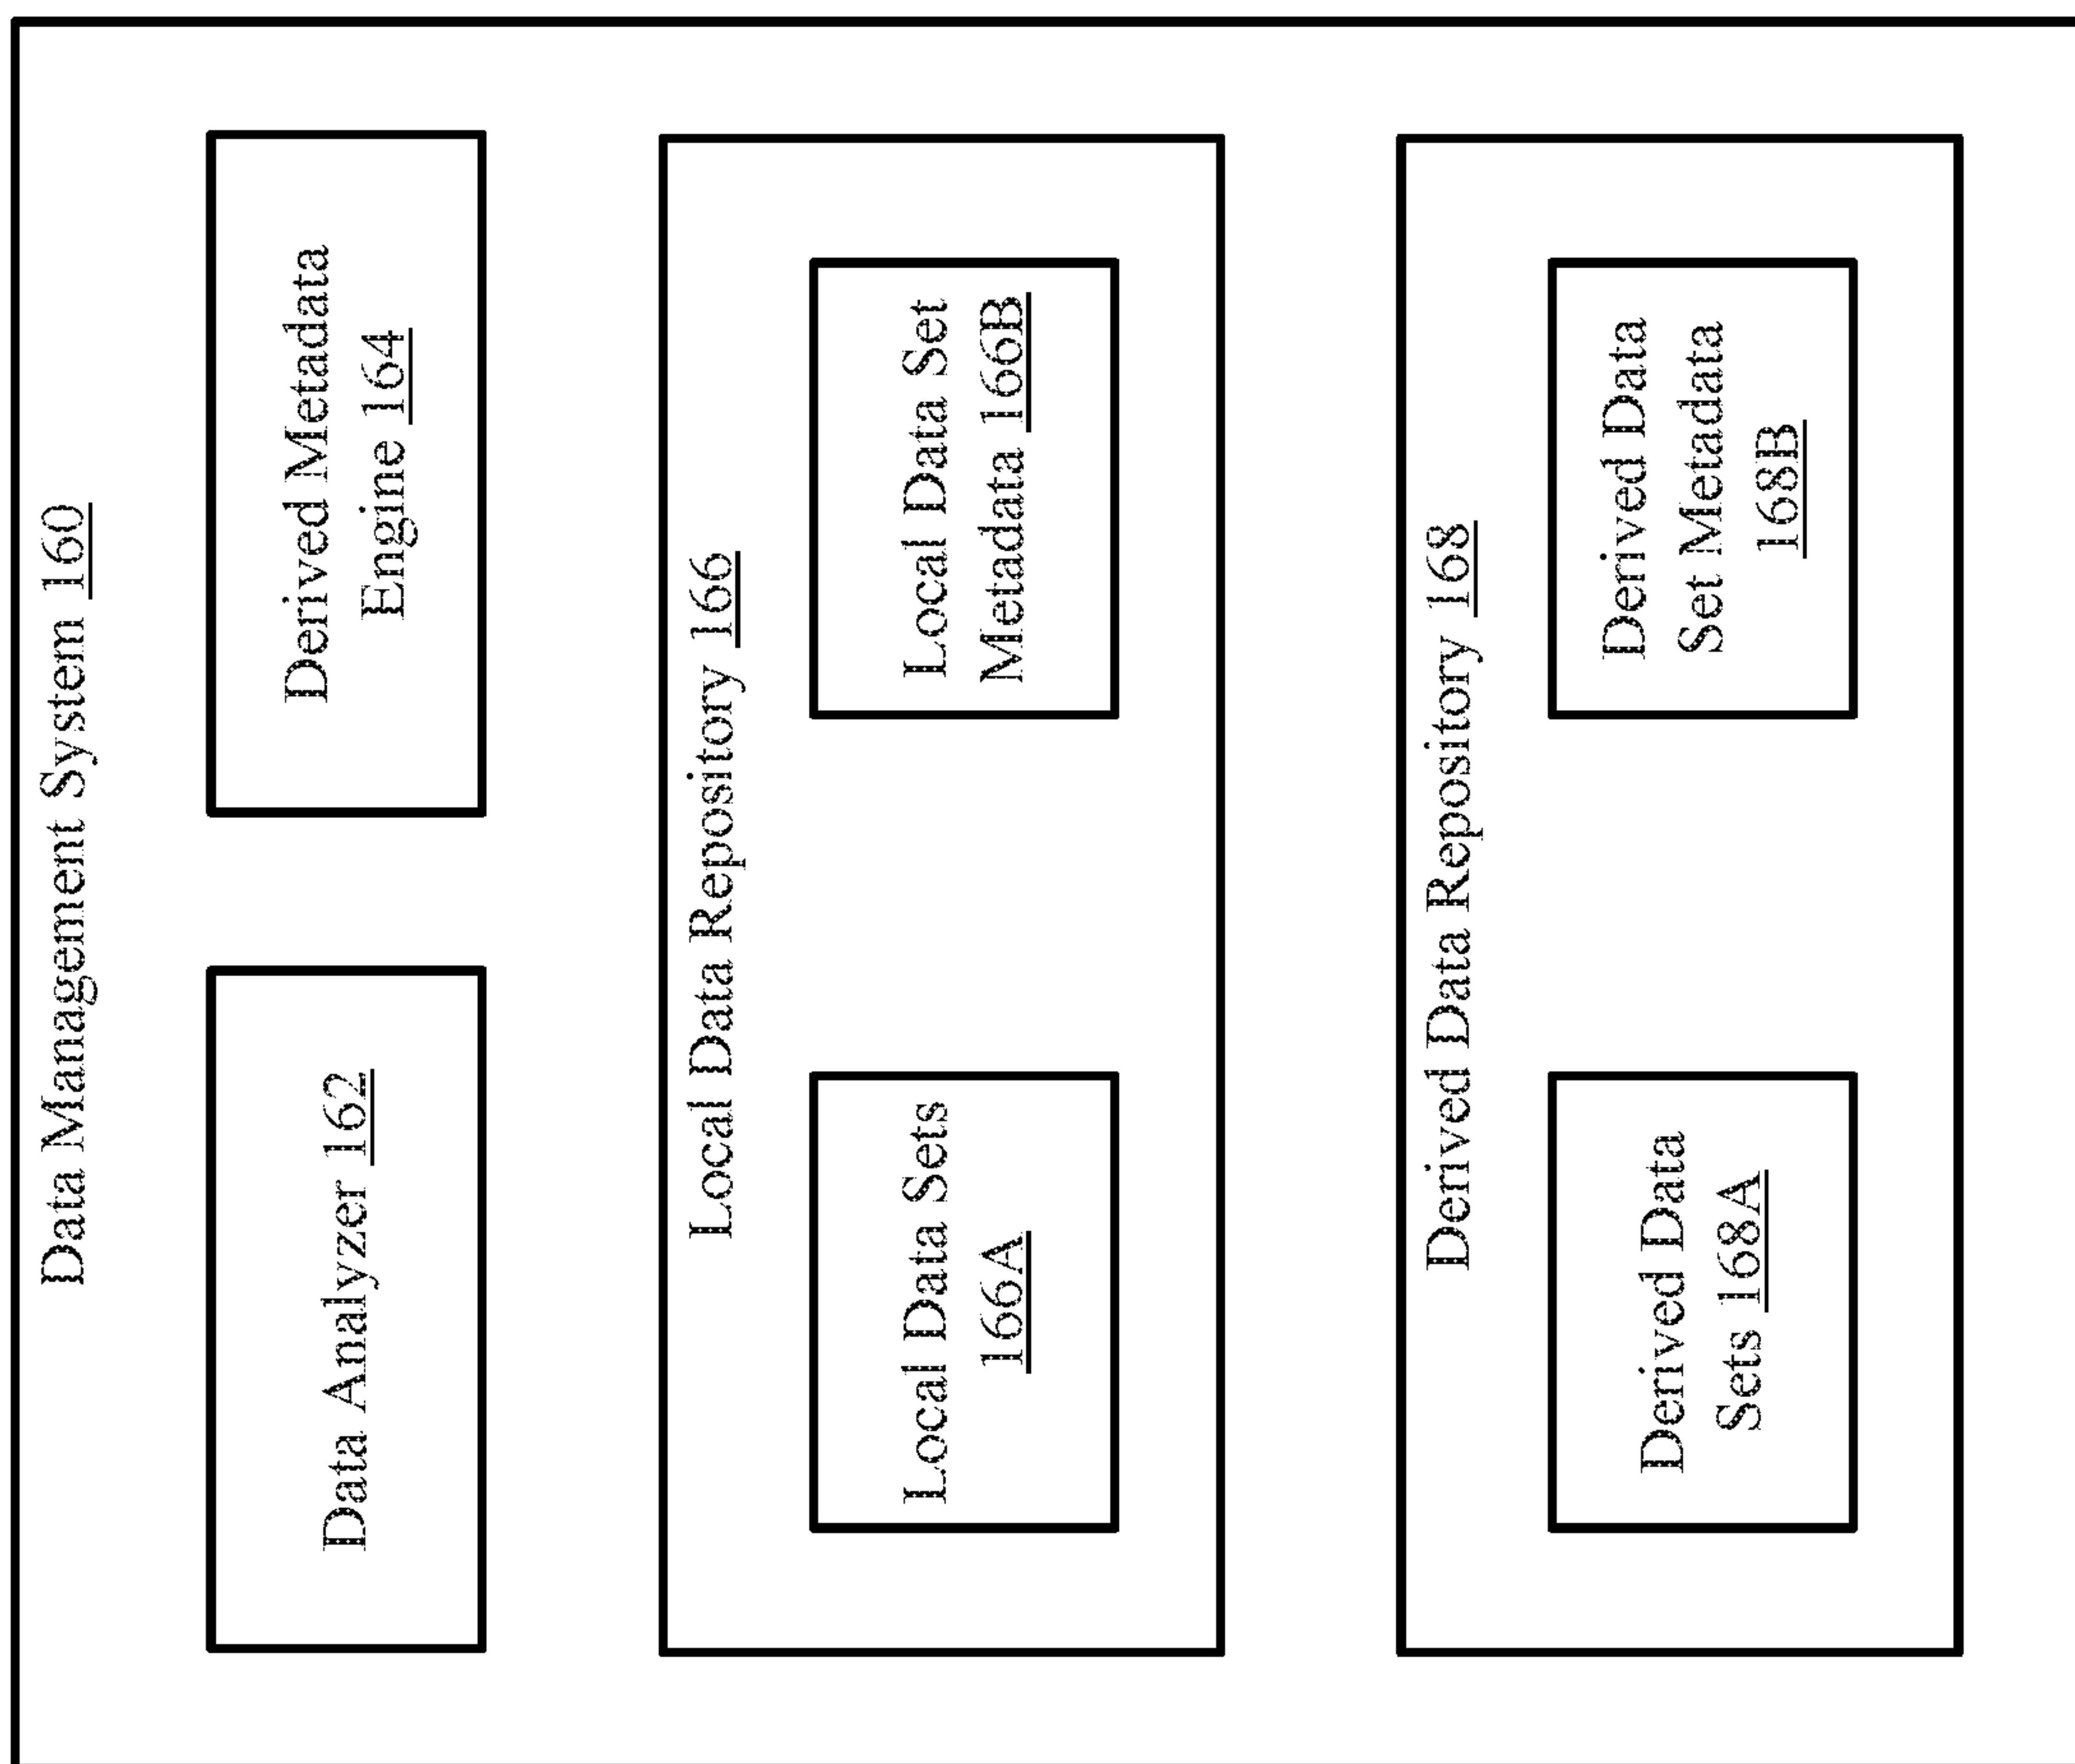 Data Management System 160
Data Analyzer 162
Derived Metadata
Engine 164
Local Data Repository 166
Local Data Sets
166A
Local Data Set
Metadata 166B
Derived Data Repository 168
Derived Data
Sets 168A
Derived Data
Set Metadata
168B